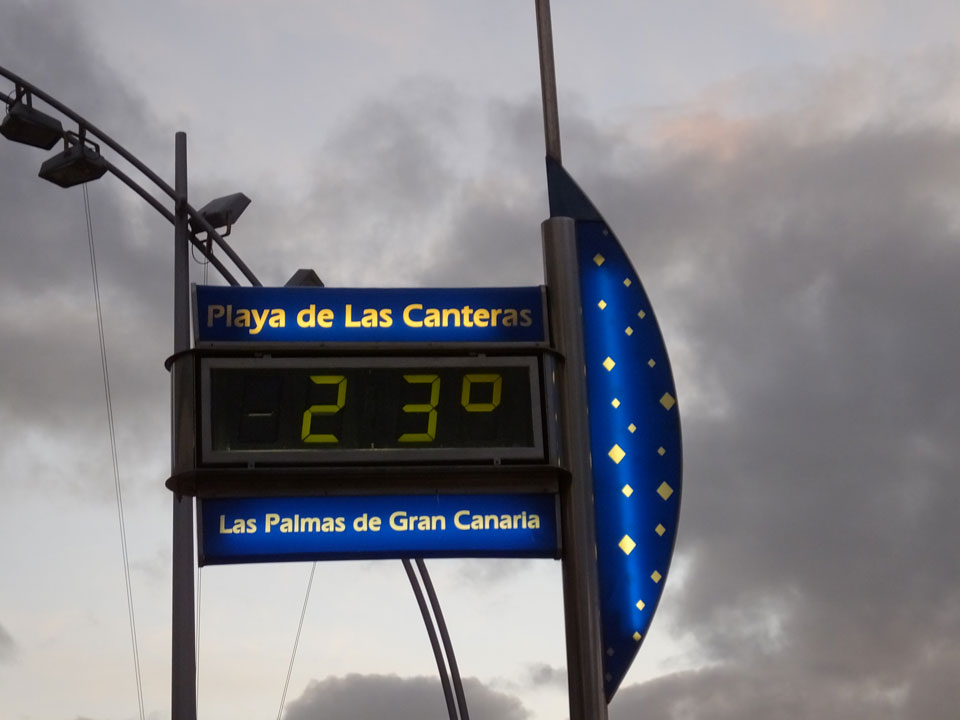 Playa de Las Canteras
23°
Las Palmas de Gran Canaria